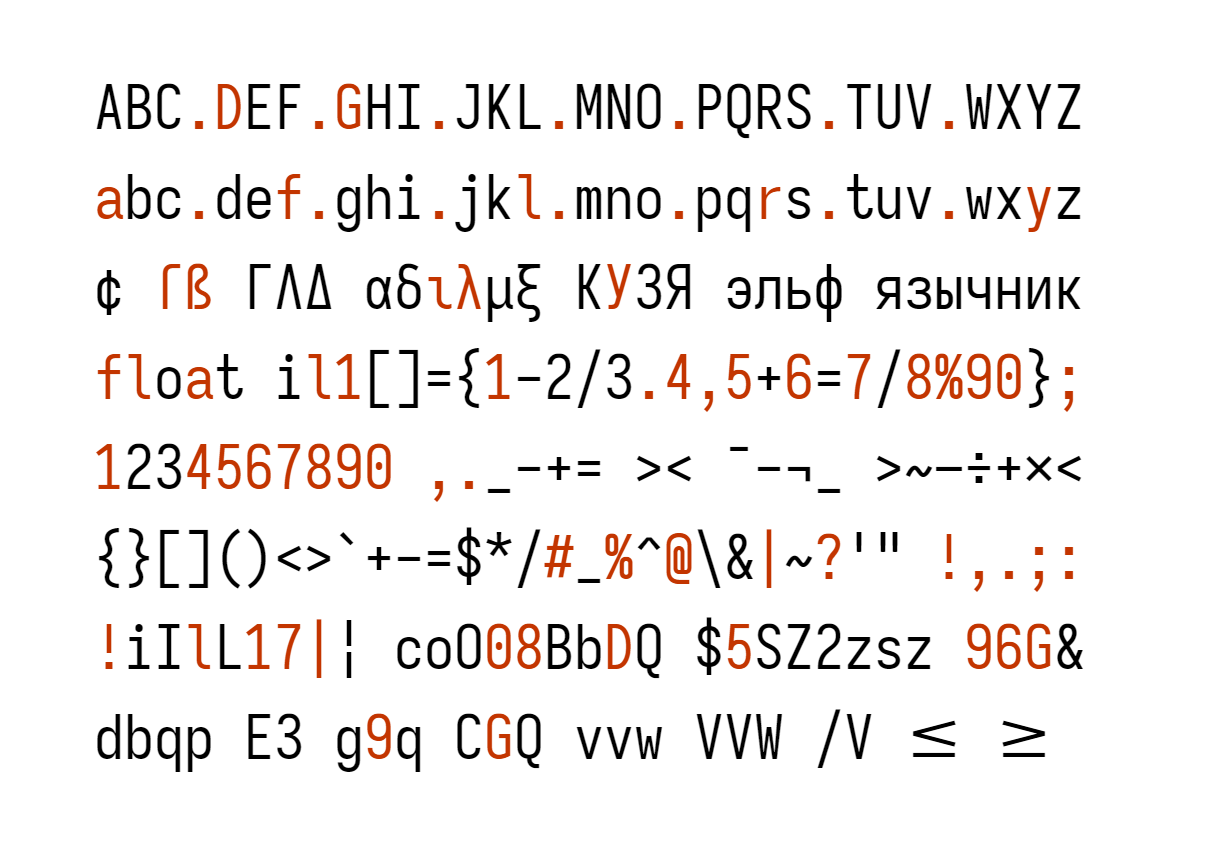 ABC.DEF.GHI.JKL.MNO.PQRS.TUV.WXYZ
abc.def.ghi.jkl.mno.pqrs.tuv.wxyz
¢ ẞß ΓΛΔ αδιλμξ КУЗЯ эльф язычник
float il1[]={1-2/3.4,5+6=7/8%90};
1234567890 ,._-+= >< ¯-¬_ >~–÷+×<
{}[]()<>`+-=$*/#_%^@\&|~?'" !,.;:
!iIlL17|¦ coO08BbDQ $5SZ2zsz 96G&
dbqp E3 g9q CGQ vvw VVW /V ≤ ≥